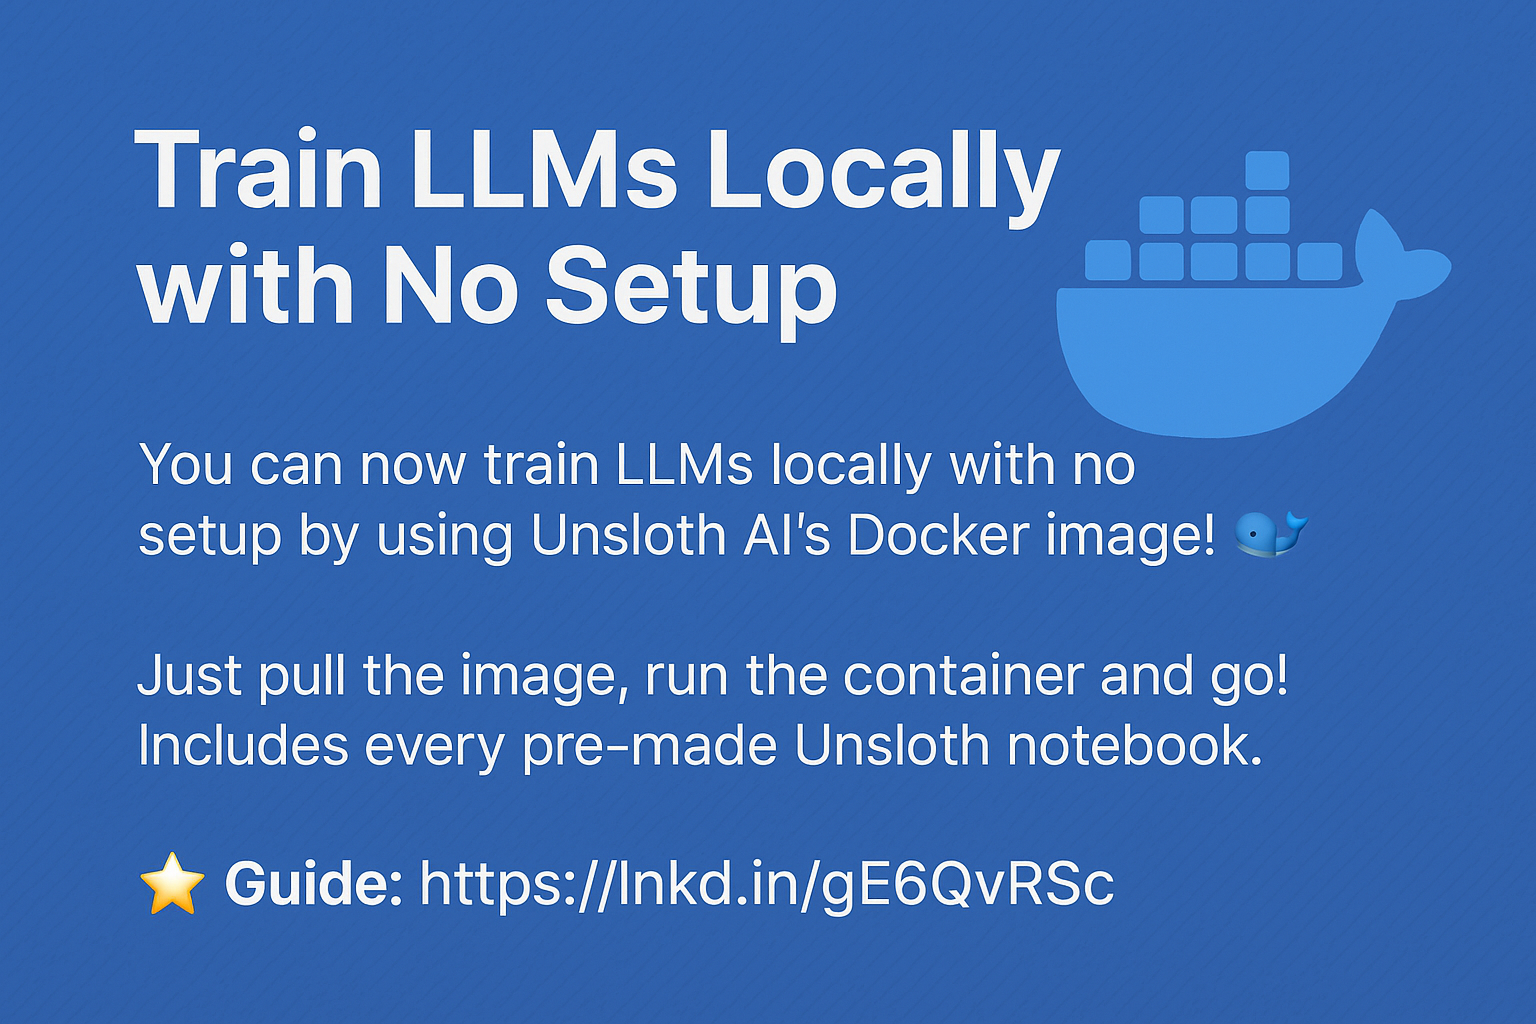 Train LLMs Locally
with No Setup
You can now train LLMs locally with no
setup by using Unsloth AI's Docker image! 🐳
Just pull the image, run the container and go!
Includes every pre-made Unsloth notebook.
⭐ Guide: https://lnkd.in/gE6QvRSc